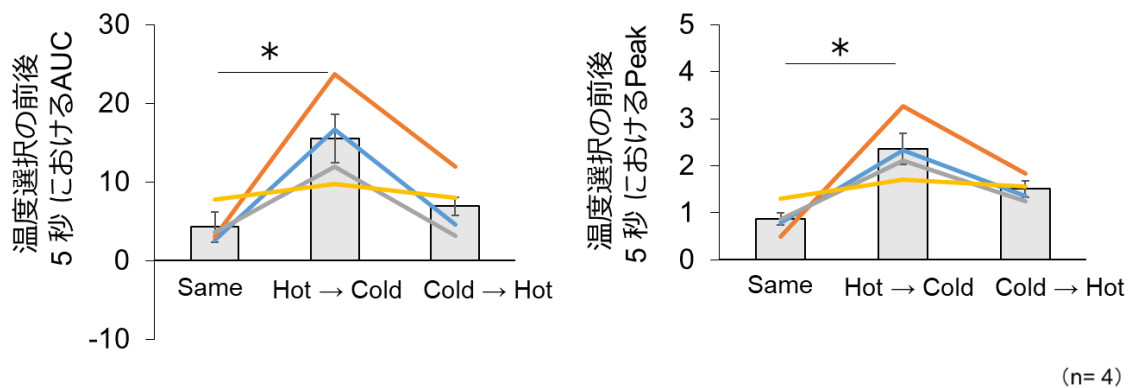 温度選択の前後
5 秒 におけるAUC
30
20
10
0
-10
*
Same
Hot → Cold
Cold → Hot
温度選択の前後
5 秒 におけるPeak
5
4
3
2
1
0
*
Same
Hot → Cold
Cold → Hot
(n= 4)